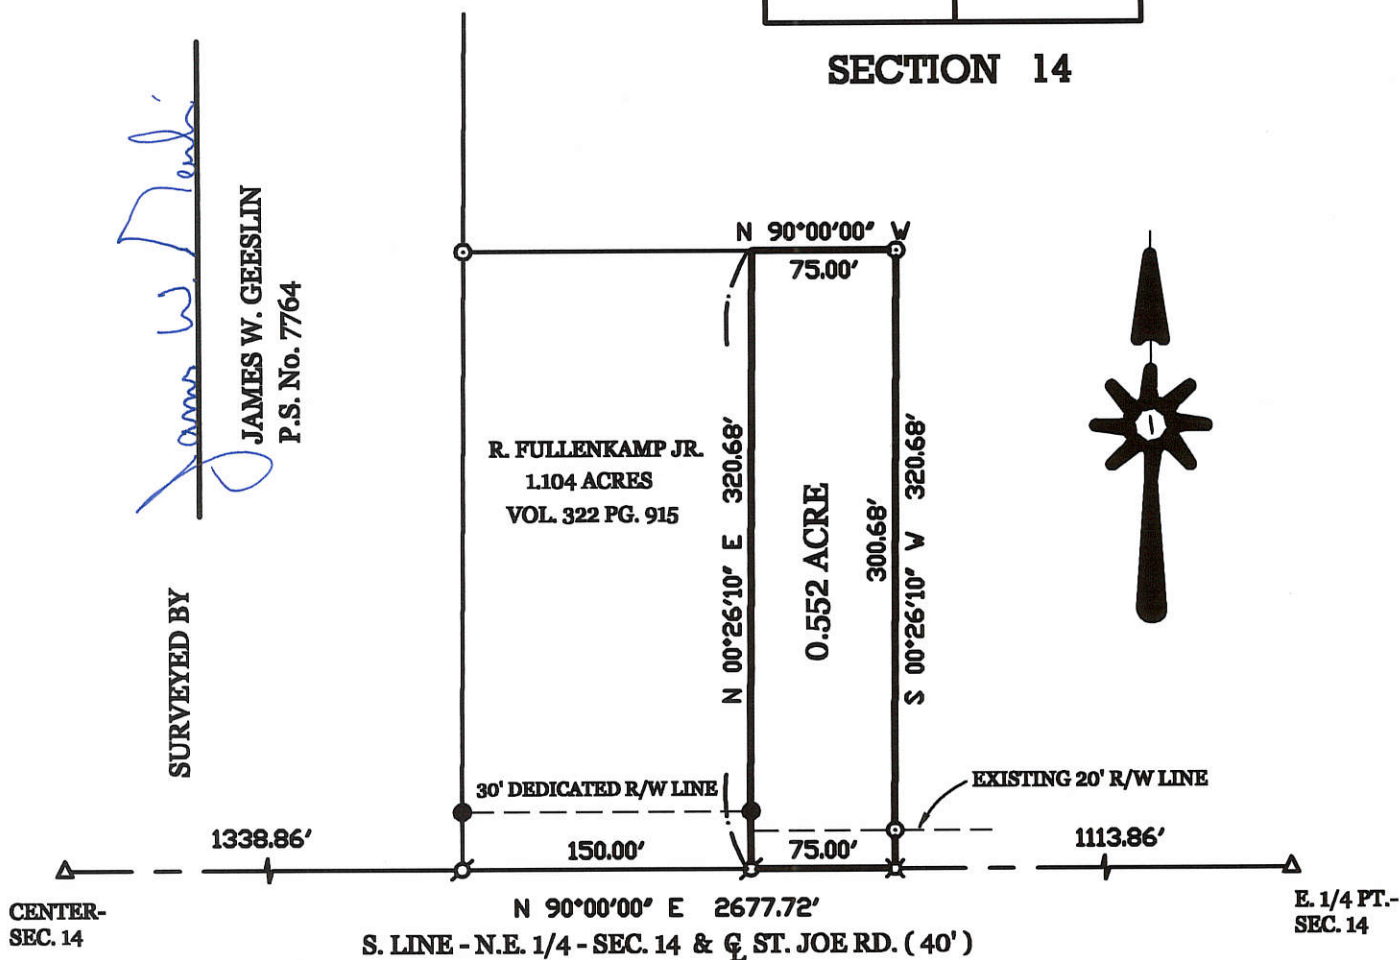 SECTION 14
James W. Geeslin
JAMES W. GEESLIN
P.S. No. 7764
SURVEYED BY
N 90°00'00" W
75.00'
R. FULLENKAMP JR.
1.104 ACRES
VOL. 322 PG. 915
N 00°26'10" E 320.68'
0.552 ACRE
300.68'
S 00°26'10" W 320.68'
30' DEDICATED R/W LINE
EXISTING 20' R/W LINE
1338.86'
150.00'
75.00'
1113.86'
CENTER-
SEC. 14
N 90°00'00" E 2677.72'
S. LINE - N.E. 1/4 - SEC. 14 & ℄ ST. JOE RD. ( 40' )
E. 1/4 PT.-
SEC. 14